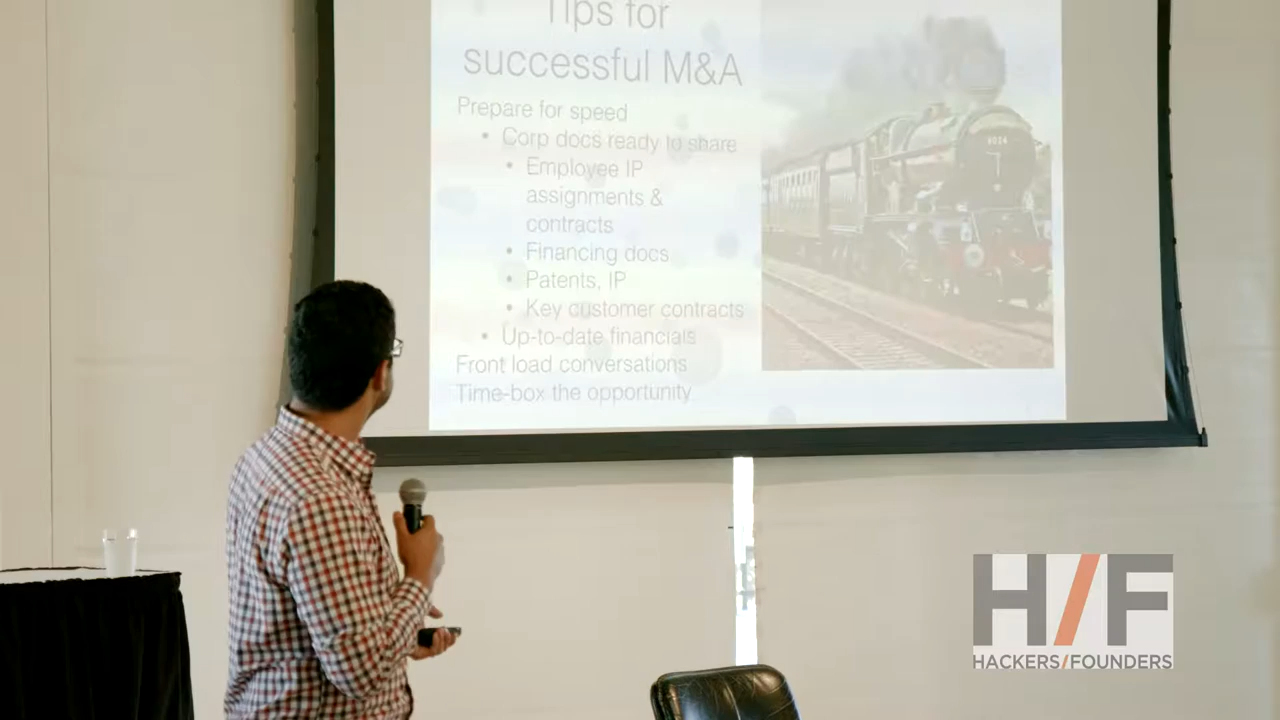 Tips for
successful M&A
Prepare for speed
• Corp docs ready to share
• Employee IP
assignments &
contracts
• Financing docs
• Patents, IP
• Key customer contracts
• Up-to-date financials
Front load conversations
Time-box the opportunity
6024
H/F
HACKERS/FOUNDERS